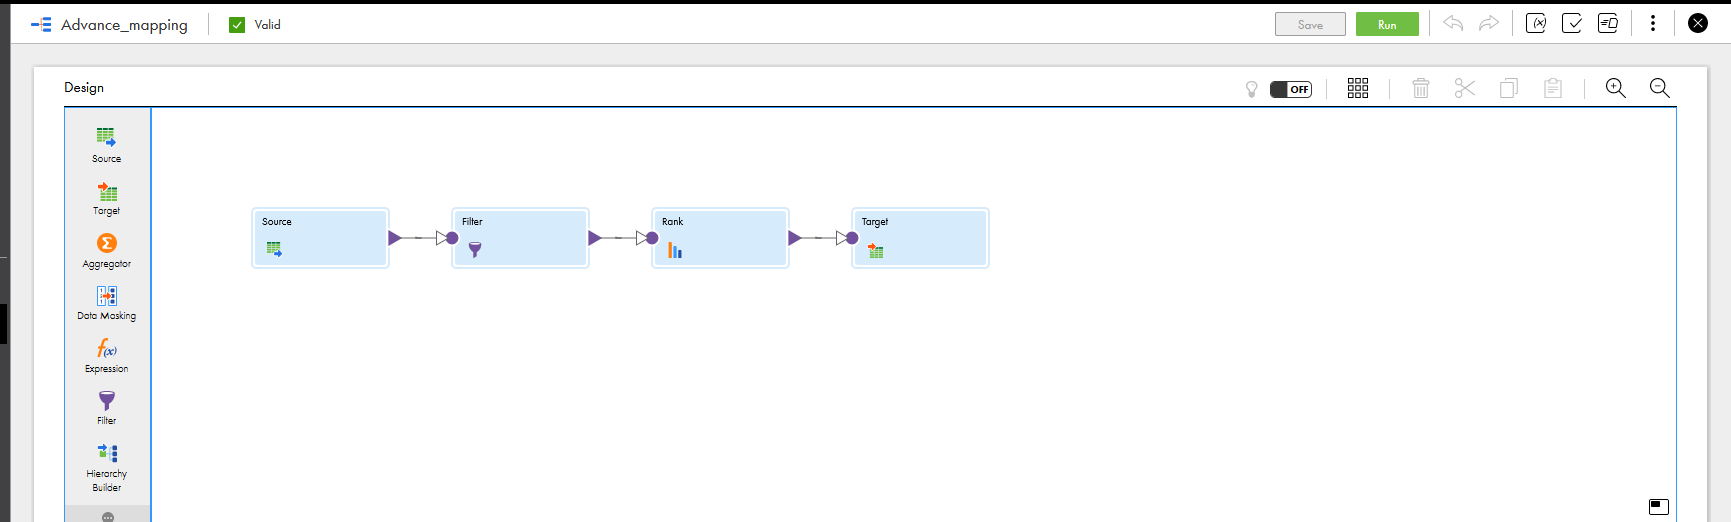 Advance_mapping
Valid
Save
Run
Design
OFF
Source
Target
Aggregator
Data Masking
f(x)
Expression
Filter
Hierarchy
Builder
Source
Filter
Rank
Target